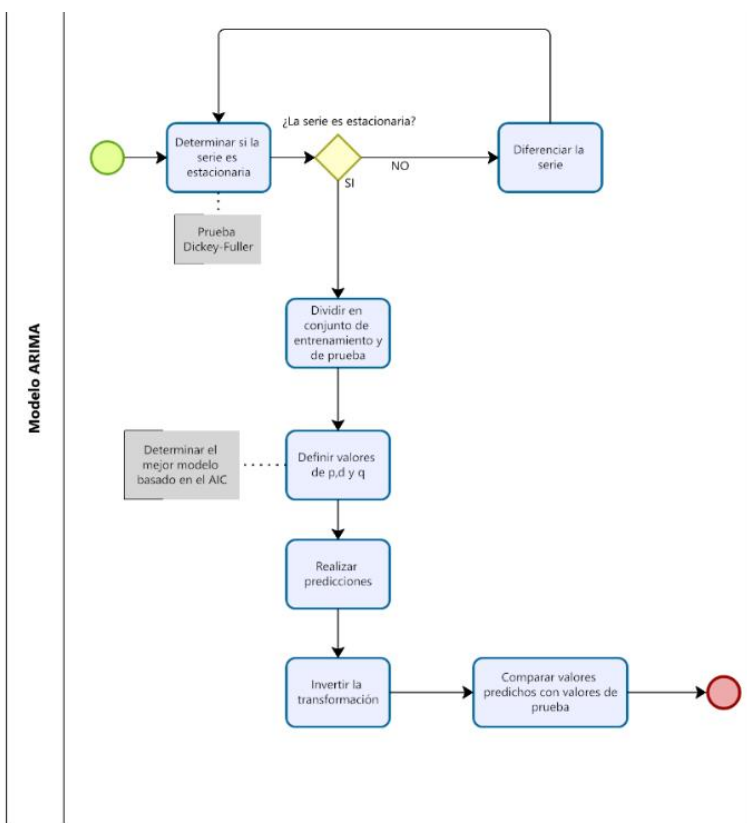 Modelo ARIMA
¿La serie es estacionaria?
Determinar si la
serie es
estacionaria
Diferenciar la
serie
NO
SI
Prueba
Dickey-Fuller
Dividir en
conjunto de
entrenamiento y
de prueba
Determinar el
mejor modelo
basado en el AIC
Definir valores
de p,d y q
Realizar
predicciones
Invertir la
transformación
Comparar valores
predichos con valores de
prueba